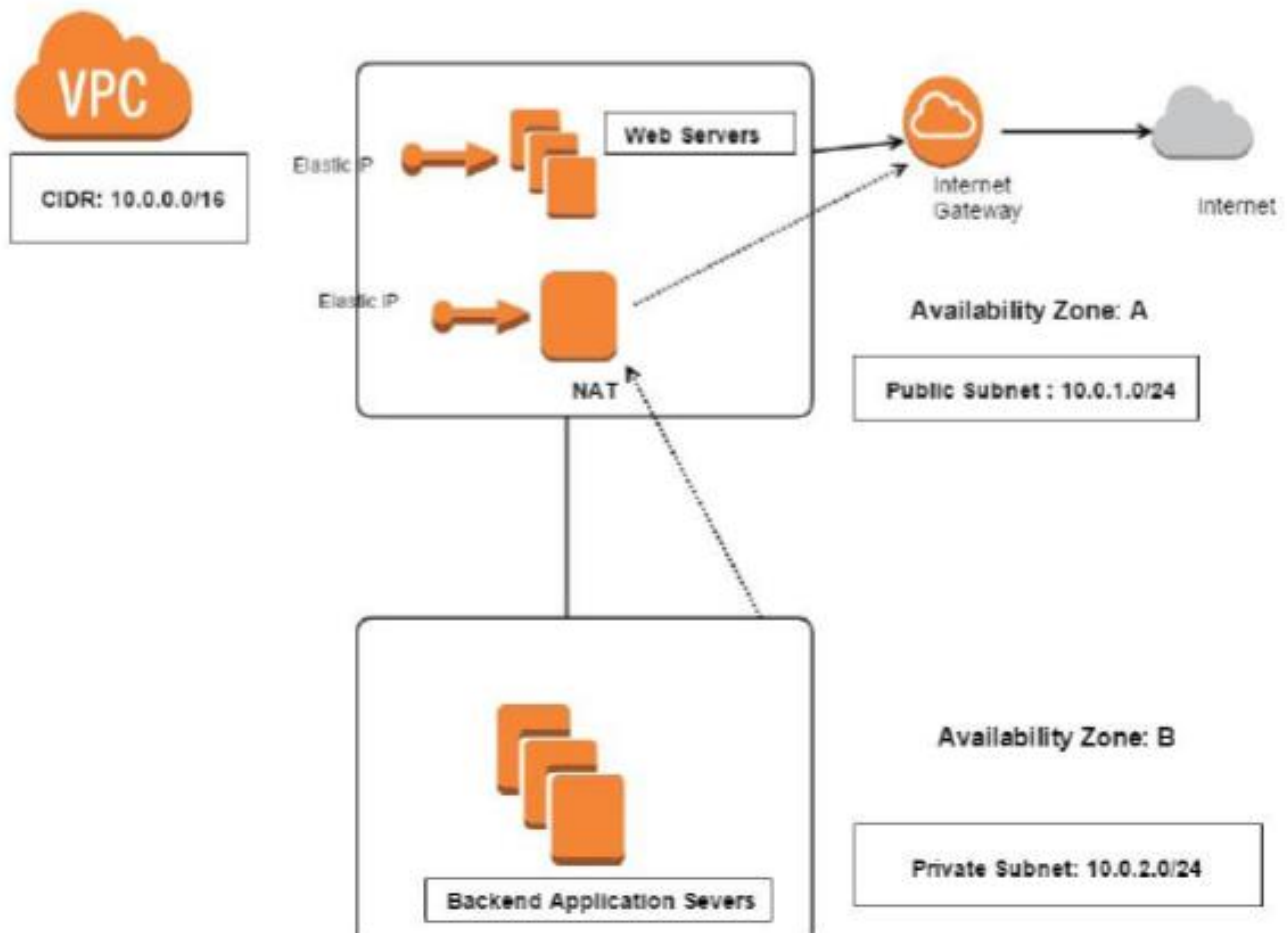 VPC
CIDR: 10.0.0.0/16
Elastic IP
Web Servers
Internet
Gateway
Internet
Elastic IP
NAT
Availability Zone: A
Public Subnet : 10.0.1.0/24
Availability Zone: B
Private Subnet: 10.0.2.0/24
Backend Application Severs